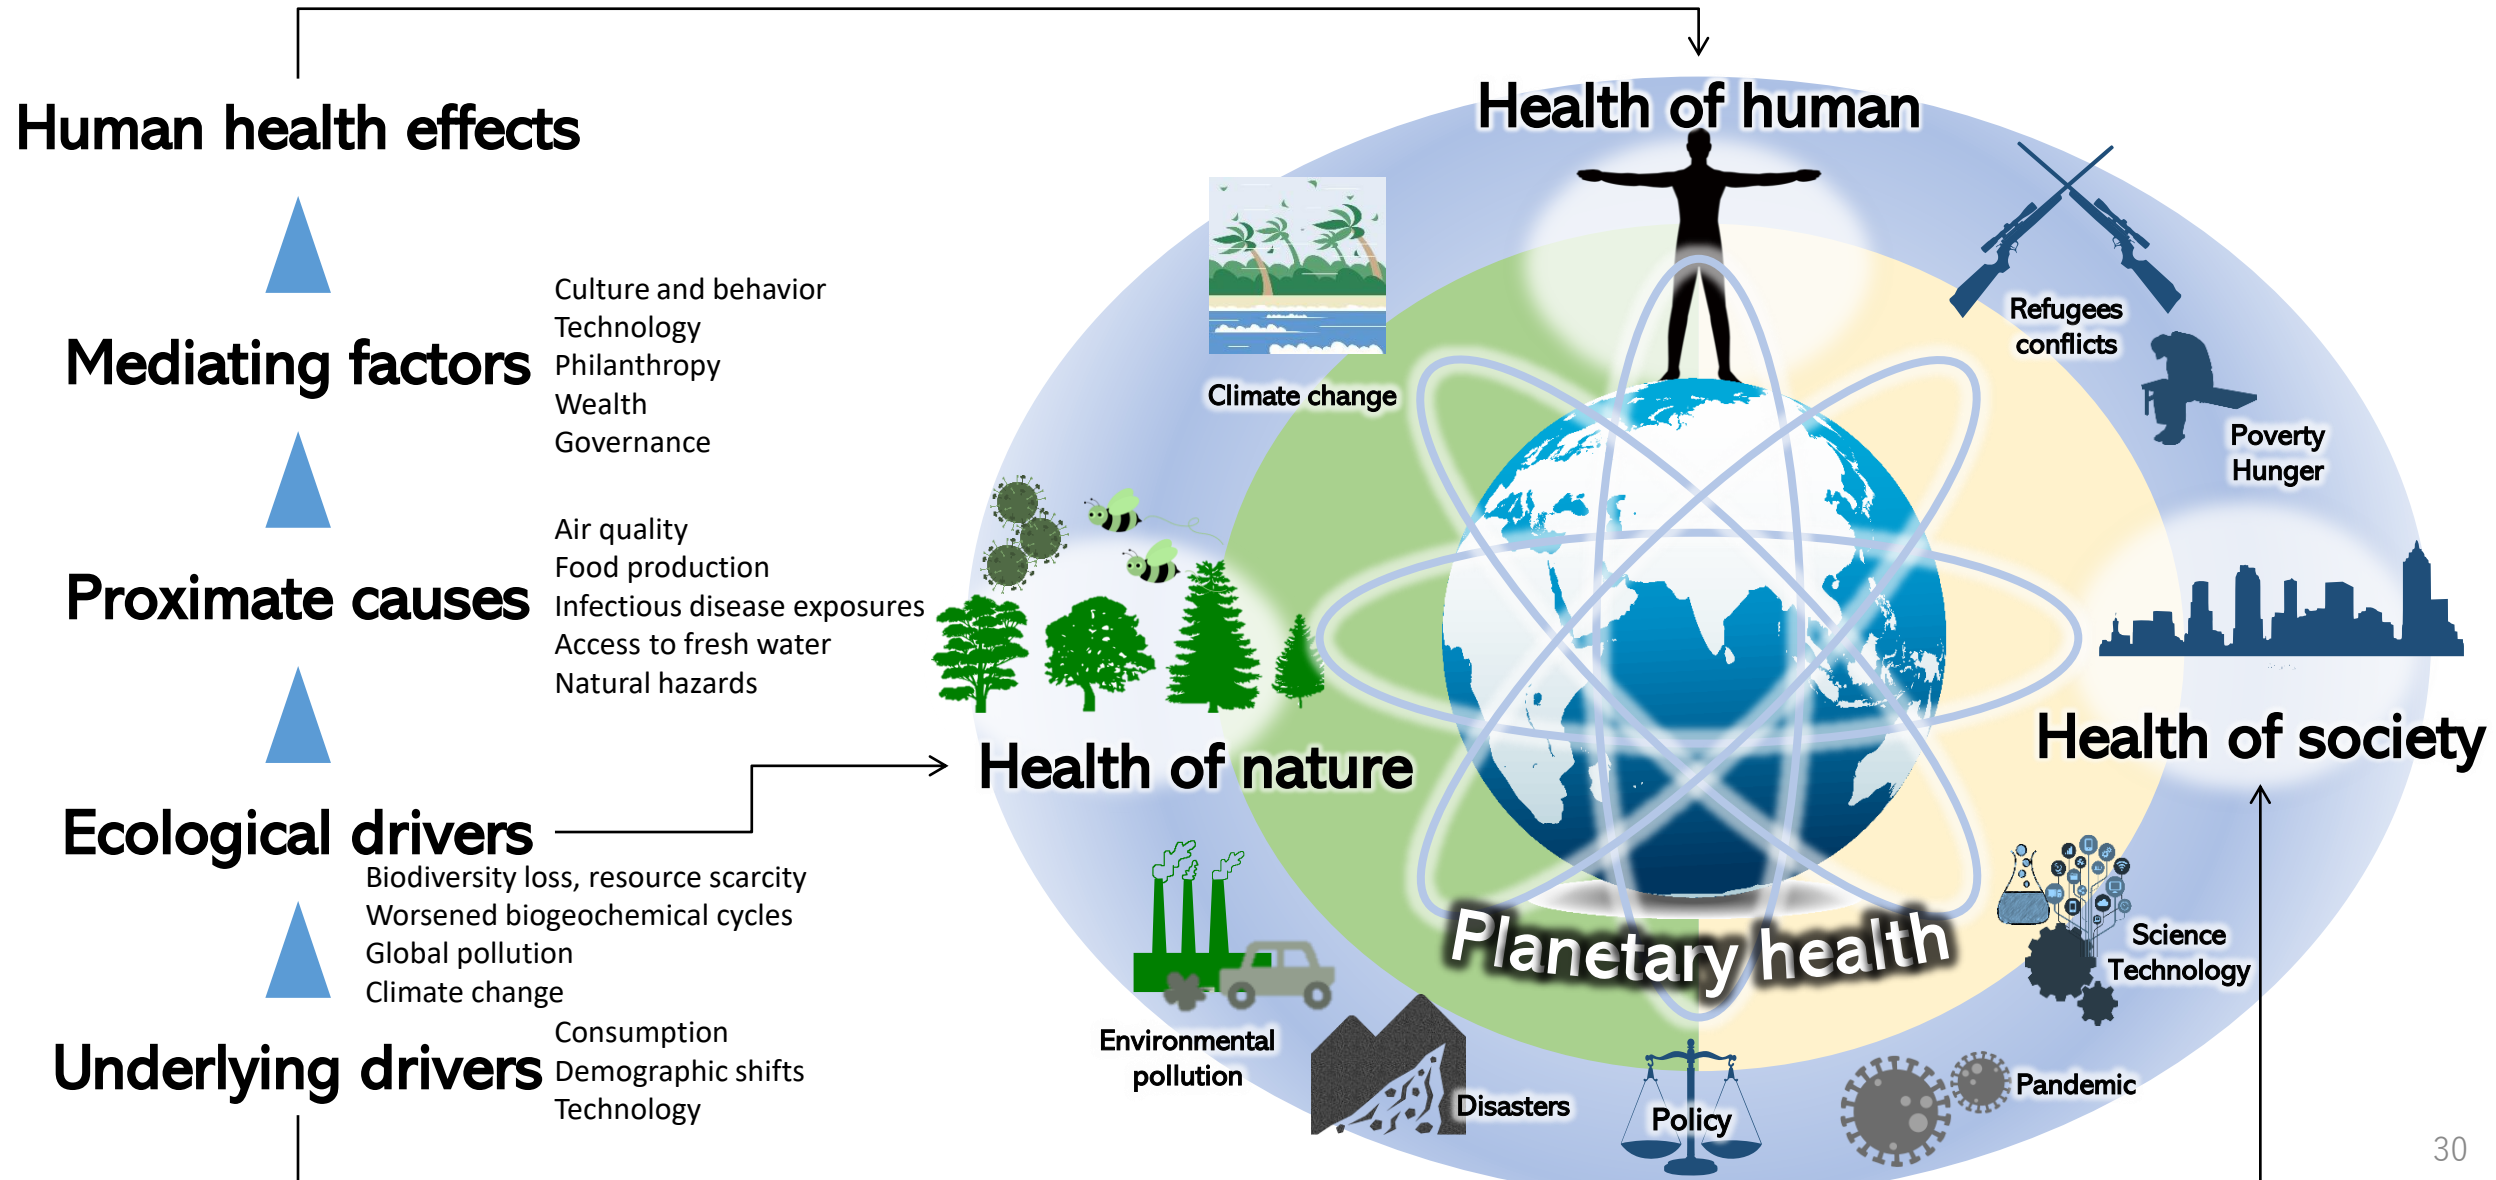 Human health effects
Mediating factors
Culture and behavior
Technology
Philanthropy
Wealth
Governance
Proximate causes
Air quality
Food production
Infectious disease exposures
Access to fresh water
Natural hazards
Ecological drivers
Biodiversity loss, resource scarcity
Worsened biogeochemical cycles
Global pollution
Climate change
Underlying drivers
Consumption
Demographic shifts
Technology
Health of human
Climate change
Refugees
conflicts
Poverty
Hunger
Health of nature
Health of society
Planetary health
Science
Technology
Environmental
pollution
Disasters
Policy
Pandemic
30